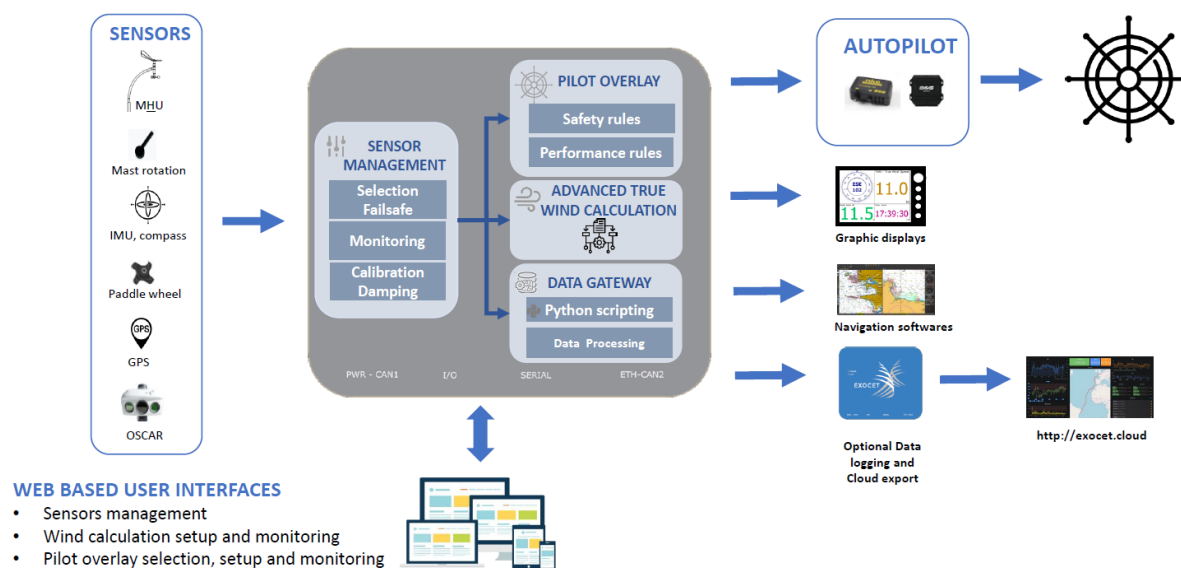 SENSORS
MHU
Mast rotation
IMU, compass
Paddle wheel
GPS
GPS
OSCAR
SENSOR
MANAGEMENT
Selection
Failsafe
Monitoring
Calibration
Damping
PILOT OVERLAY
Safety rules
Performance rules
ADVANCED TRUE
WIND CALCULATION
DATA GATEWAY
Python scripting
Data Processing
PWR - CAN1
I/O
SERIAL
ETH-CAN2
AUTOPILOT
11.0
11.5
17:39:30
Graphic displays
Navigation softwares
EXOCET
Optional Data
logging and
Cloud export
http://exocet.cloud
WEB BASED USER INTERFACES
• Sensors management
• Wind calculation setup and monitoring
• Pilot overlay selection, setup and monitoring